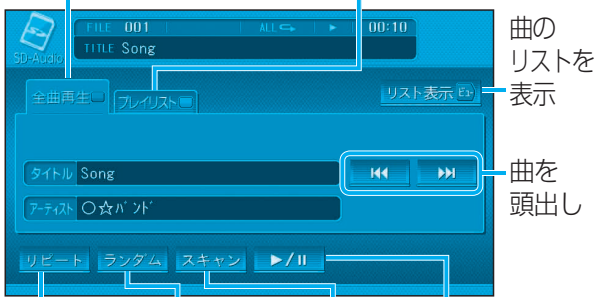 FILE 001 ALL 00:10
TITLE Song
SD-Audio
全曲再生
プレイリスト
リスト表示
タイトル Song
アーティスト ○☆バンド
リピート ランダム スキャン ▶/II
曲の
リストを
表示
曲を
頭出し